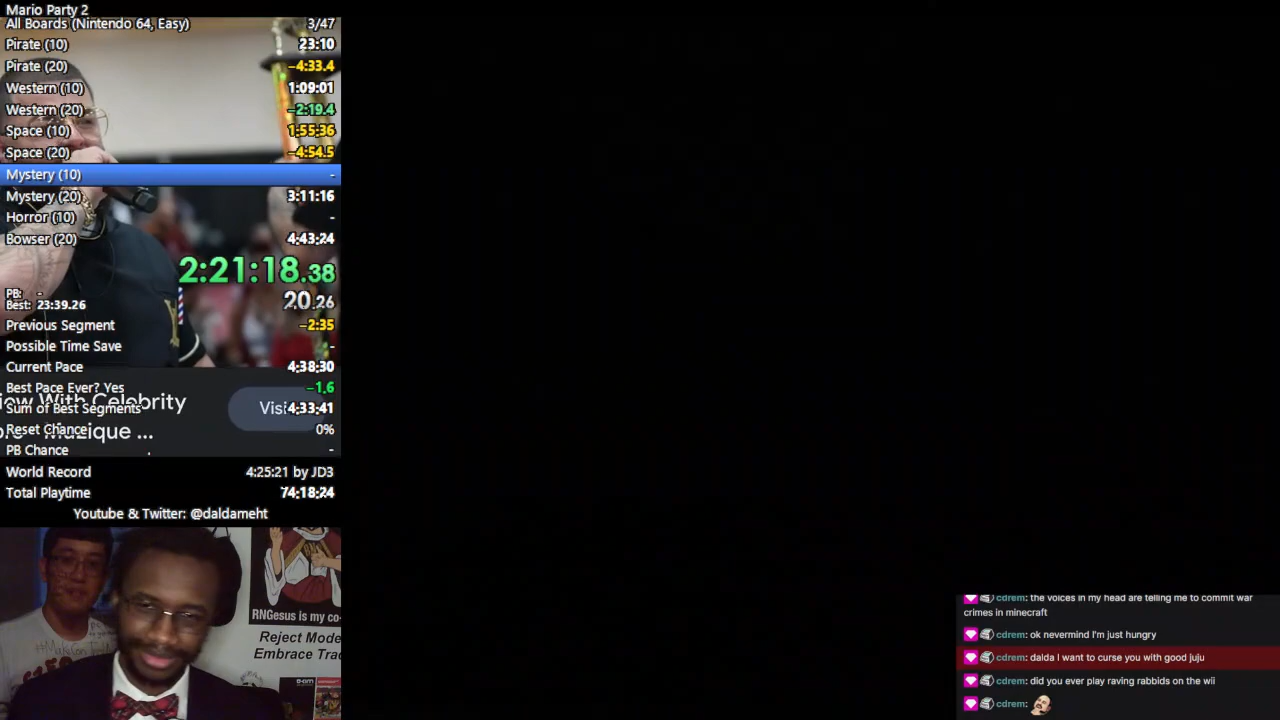 Mario Party 2
All Boards (Nintendo 64, Easy) 3/47
Pirate (10) 23:10
Pirate (20) −4:33.4
Western (10) 1:09:01
Western (20) −2:19.4
Space (10) 1:55:36
Space (20) −4:54.5
Mystery (10) -
Mystery (20) 3:11:16
Horror (10) -
Bowser (20) 4:43:24
2:21:18.38
PB: -
20.26
Best: 23:39.26
Previous Segment −2:35
Possible Time Save -
Current Pace 4:38:30
Best Pace Ever? Yes −1.6
With Celebrity
Sum of Best Segments 4:33:41
Reset Chance 0%
Muzique ...
PB Chance -
World Record 4:25:21 by JD3
Total Playtime 74:18:24
Youtube & Twitter: @daldameht
RNGesus is my co-
Reject Mode
Embrace Tra
cdrem: the voices in my head are telling me to commit war
crimes in minecraft
cdrem: ok nevermind I'm just hungry
cdrem: dalda I want to curse you with good juju
cdrem: did you ever play raving rabbids on the wii
cdrem: